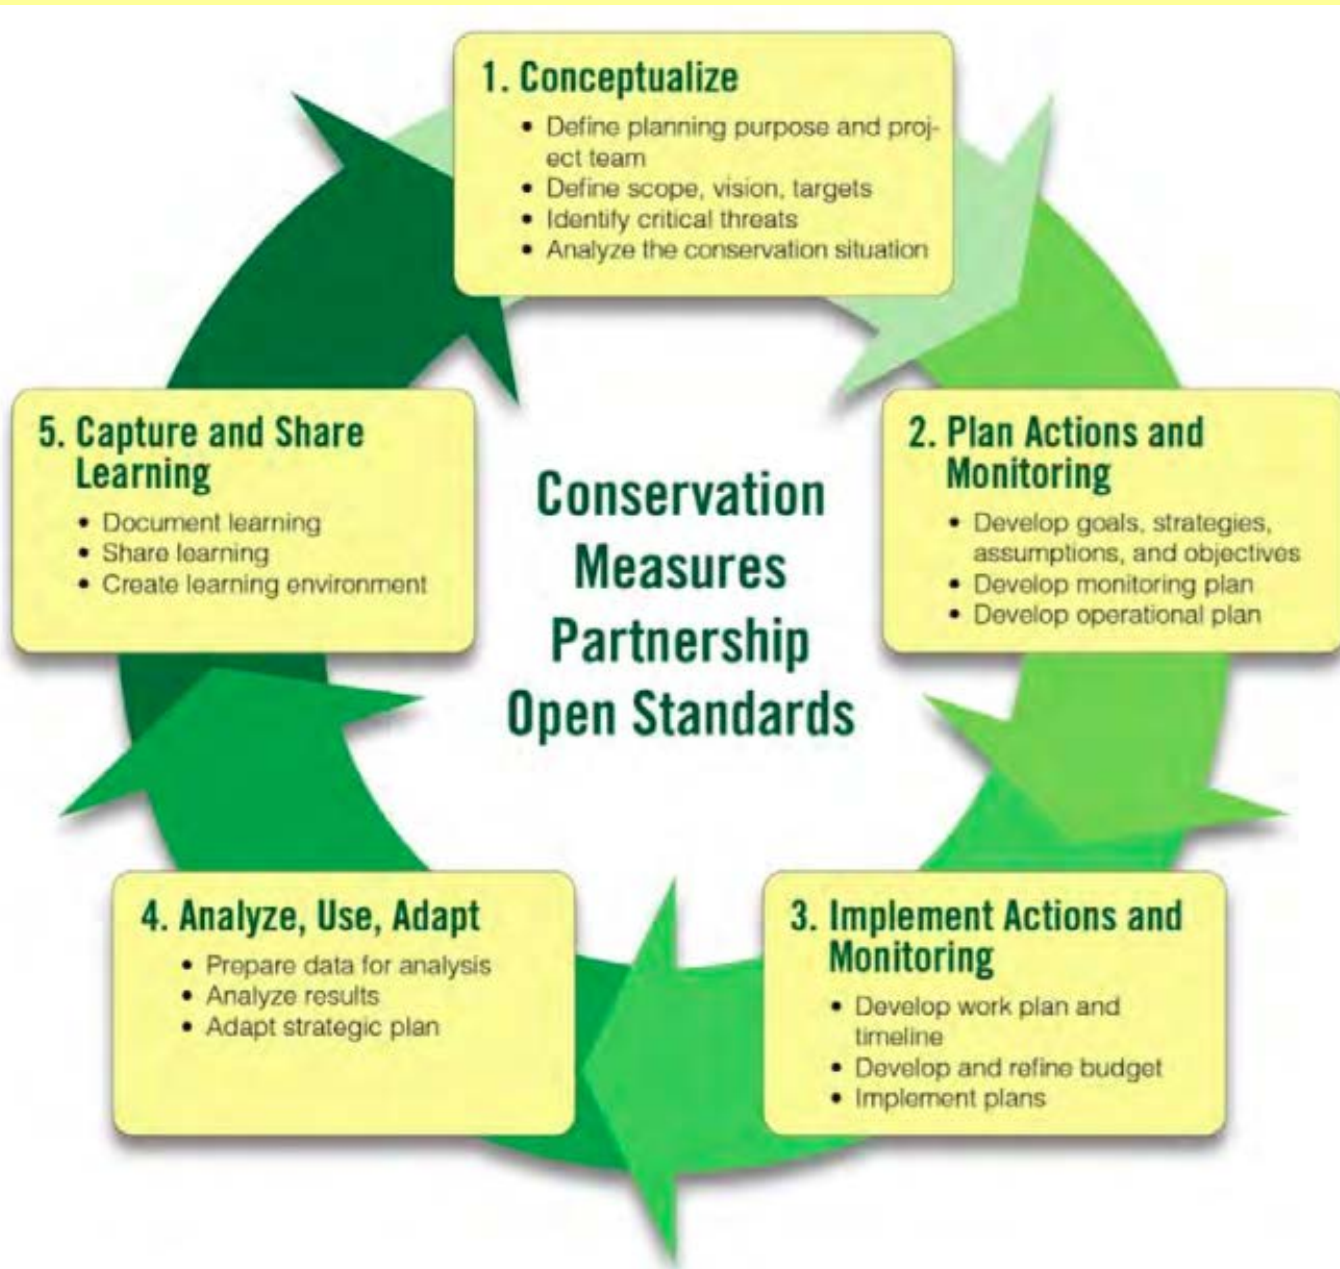 1. Conceptualize
• Define planning purpose and proj-
ect team
• Define scope, vision, targets
• Identify critical threats
• Analyze the conservation situation
2. Plan Actions and
Monitoring
• Develop goals, strategies,
assumptions, and objectives
• Develop monitoring plan
• Develop operational plan
3. Implement Actions and
Monitoring
• Develop work plan and
timeline
• Develop and refine budget
• Implement plans
4. Analyze, Use, Adapt
• Prepare data for analysis
• Analyze results
• Adapt strategic plan
5. Capture and Share
Learning
• Document learning
• Share learning
• Create learning environment
Conservation
Measures
Partnership
Open Standards